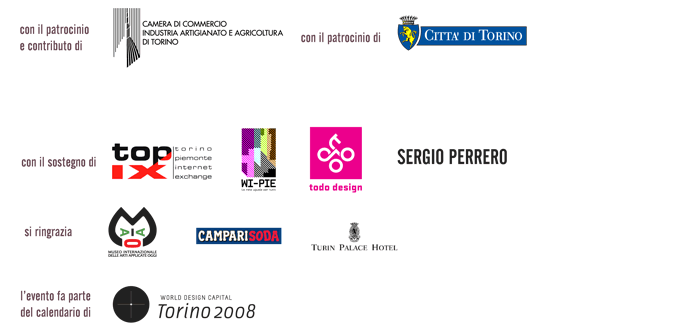 con il patrocinio
e contributo di
CAMERA DI COMMERCIO
INDUSTRIA ARTIGIANATO E AGRICOLTURA
DI TORINO
con il patrocinio di
CITTA' DI TORINO
con il sostegno di
top
ix
torino
piemonte
internet
exchange
WI-PIE
todo design
SERGIO PERRERO
si ringrazia
MUSEO INTERNAZIONALE
DELLE ARTI APPLICATE OGGI
CAMPARISODA
TURIN PALACE HOTEL
l'evento fa parte
del calendario di
WORLD DESIGN CAPITAL
Torino 2008